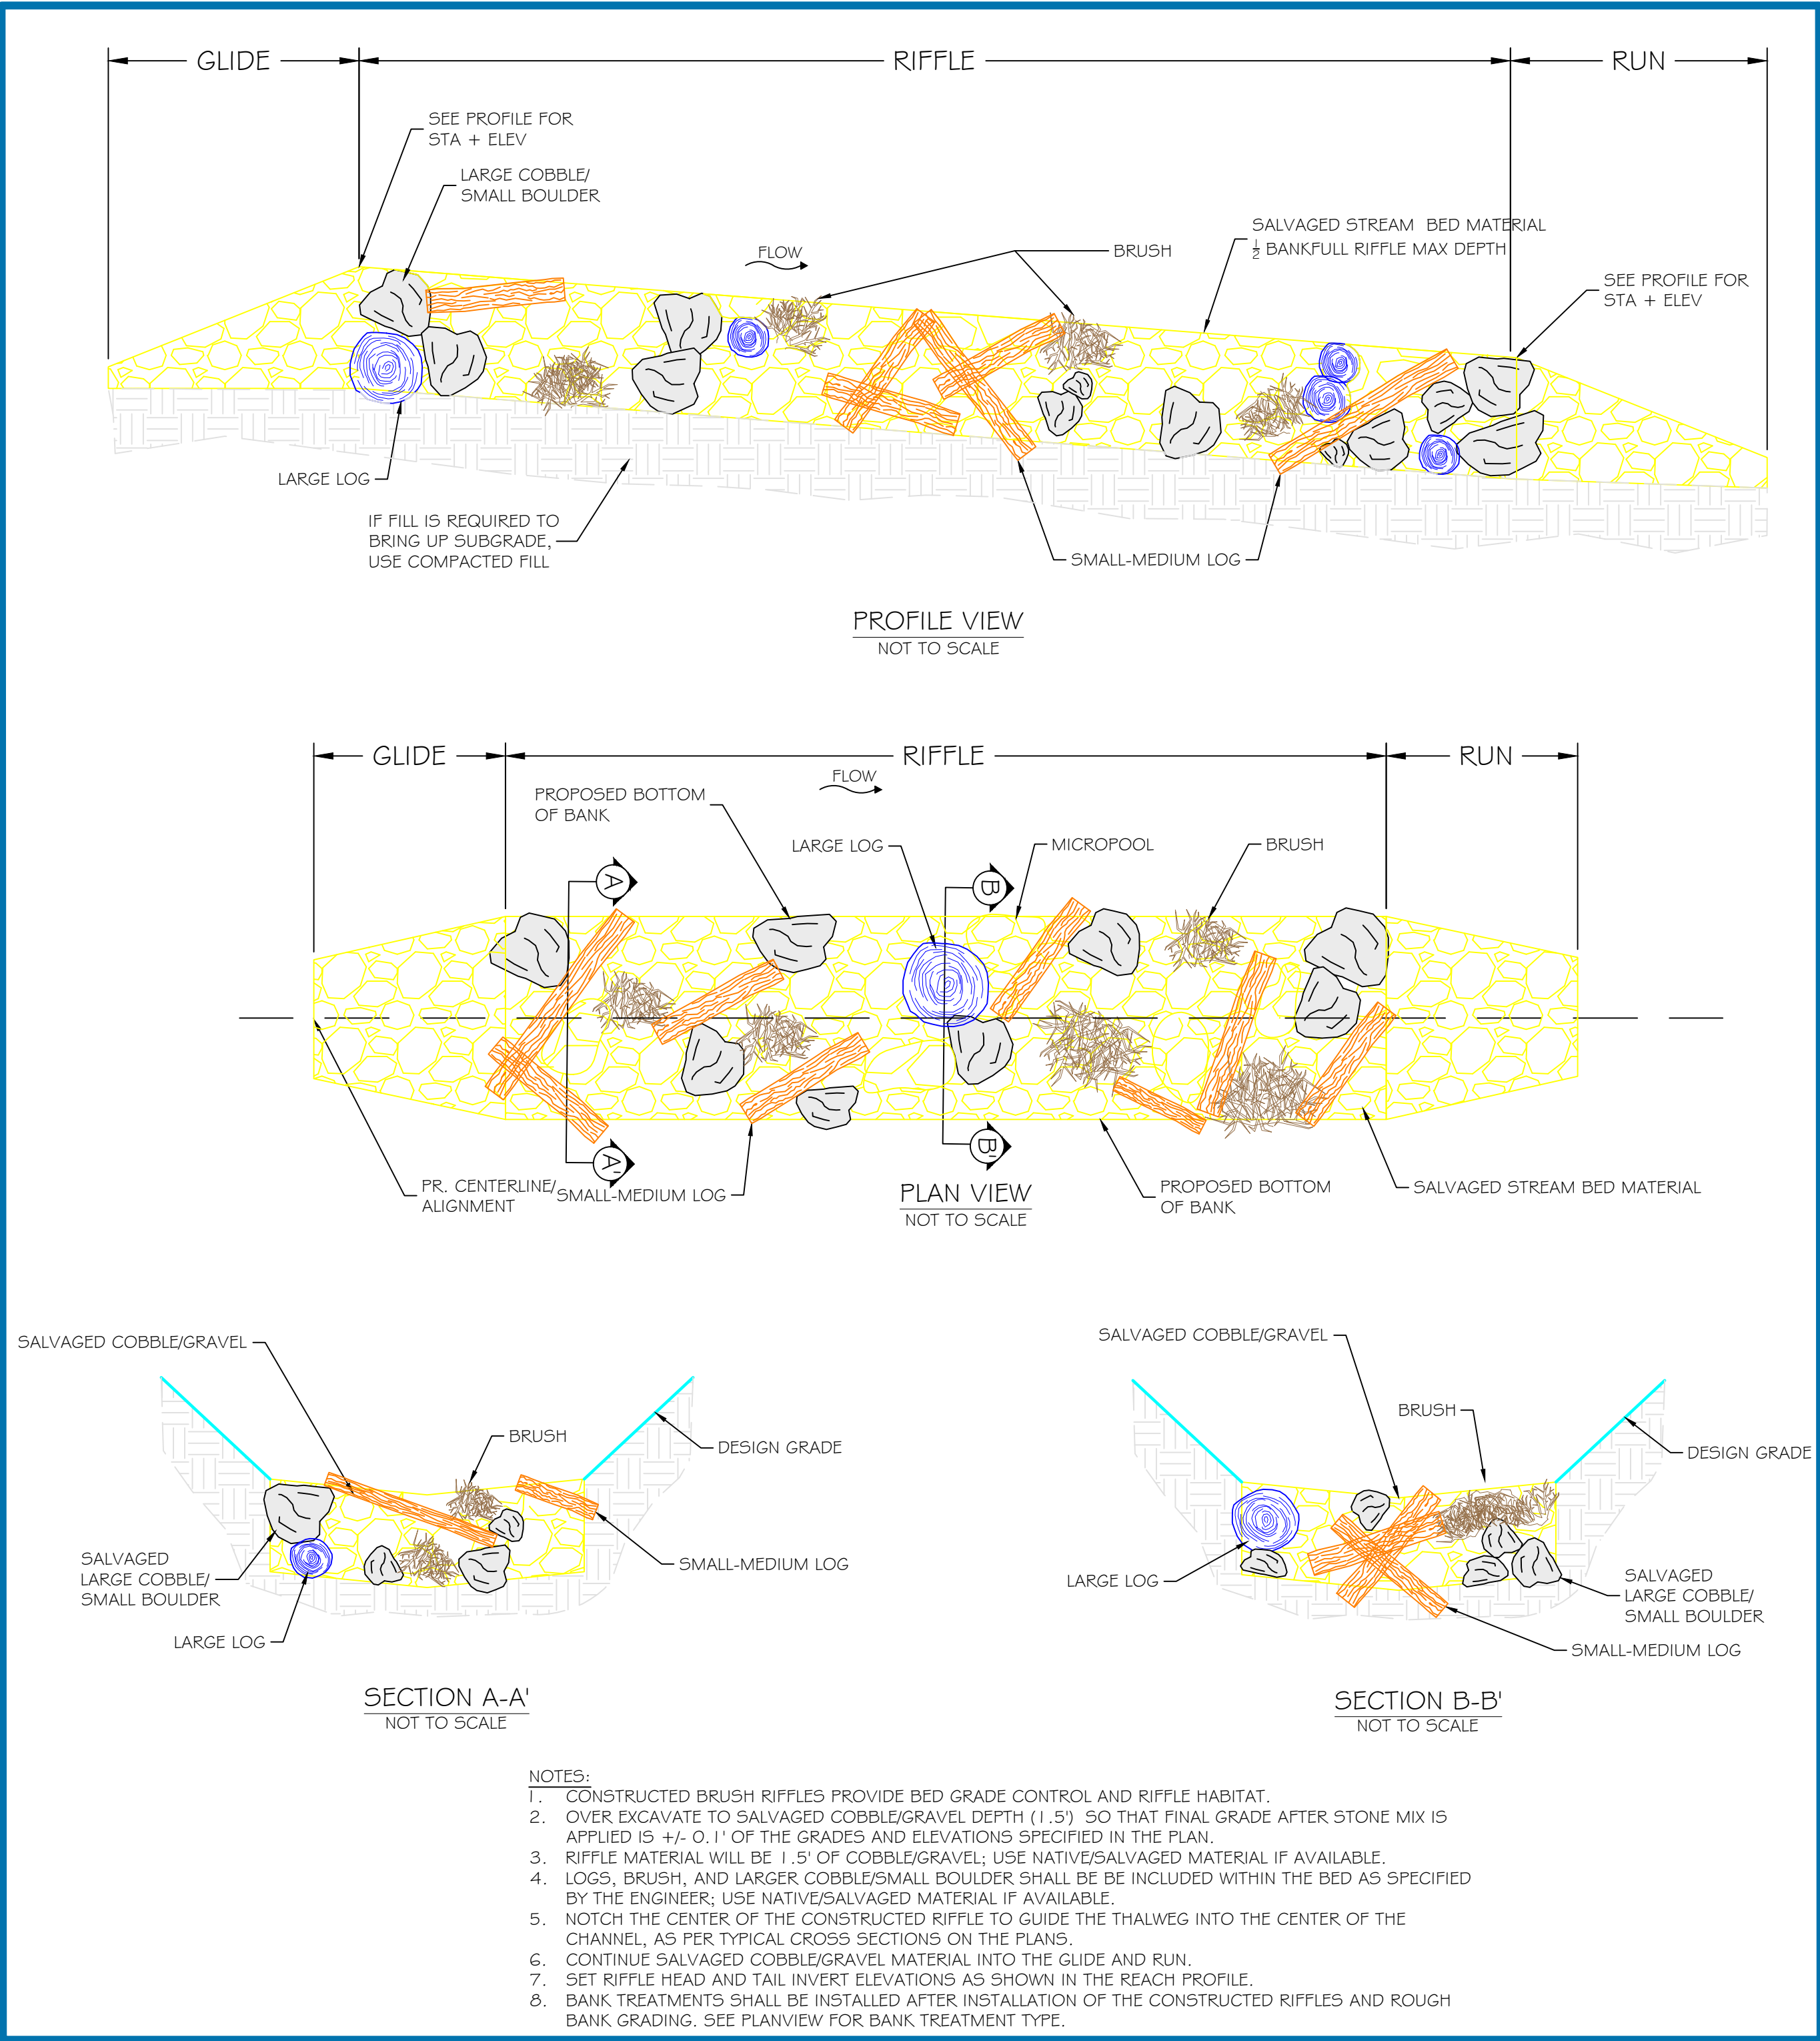 GLIDE
RIFFLE
RUN
SEE PROFILE FOR
STA + ELEV
LARGE COBBLE/
SMALL BOULDER
FLOW
BRUSH
SALVAGED STREAM BED MATERIAL
½ BANKFULL RIFFLE MAX DEPTH
SEE PROFILE FOR
STA + ELEV
LARGE LOG
IF FILL IS REQUIRED TO
BRING UP SUBGRADE,
USE COMPACTED FILL
SMALL-MEDIUM LOG
PROFILE VIEW
NOT TO SCALE
GLIDE
RIFFLE
RUN
FLOW
PROPOSED BOTTOM
OF BANK
LARGE LOG
MICROPOOL
BRUSH
A
B
A'
B'
PR. CENTERLINE/
ALIGNMENT
SMALL-MEDIUM LOG
PLAN VIEW
NOT TO SCALE
PROPOSED BOTTOM
OF BANK
SALVAGED STREAM BED MATERIAL
SALVAGED COBBLE/GRAVEL
BRUSH
DESIGN GRADE
SALVAGED
LARGE COBBLE/
SMALL BOULDER
SMALL-MEDIUM LOG
LARGE LOG
SECTION A-A'
NOT TO SCALE
SALVAGED COBBLE/GRAVEL
BRUSH
DESIGN GRADE
LARGE LOG
SALVAGED
LARGE COBBLE/
SMALL BOULDER
SMALL-MEDIUM LOG
SECTION B-B'
NOT TO SCALE
NOTES:
1. CONSTRUCTED BRUSH RIFFLES PROVIDE BED GRADE CONTROL AND RIFFLE HABITAT.
2. OVER EXCAVATE TO SALVAGED COBBLE/GRAVEL DEPTH (1.5') SO THAT FINAL GRADE AFTER STONE MIX IS
APPLIED IS +/- 0.1' OF THE GRADES AND ELEVATIONS SPECIFIED IN THE PLAN.
3. RIFFLE MATERIAL WILL BE 1.5' OF COBBLE/GRAVEL; USE NATIVE/SALVAGED MATERIAL IF AVAILABLE.
4. LOGS, BRUSH, AND LARGER COBBLE/SMALL BOULDER SHALL BE BE INCLUDED WITHIN THE BED AS SPECIFIED
BY THE ENGINEER; USE NATIVE/SALVAGED MATERIAL IF AVAILABLE.
5. NOTCH THE CENTER OF THE CONSTRUCTED RIFFLE TO GUIDE THE THALWEG INTO THE CENTER OF THE
CHANNEL, AS PER TYPICAL CROSS SECTIONS ON THE PLANS.
6. CONTINUE SALVAGED COBBLE/GRAVEL MATERIAL INTO THE GLIDE AND RUN.
7. SET RIFFLE HEAD AND TAIL INVERT ELEVATIONS AS SHOWN IN THE REACH PROFILE.
8. BANK TREATMENTS SHALL BE INSTALLED AFTER INSTALLATION OF THE CONSTRUCTED RIFFLES AND ROUGH
BANK GRADING. SEE PLANVIEW FOR BANK TREATMENT TYPE.